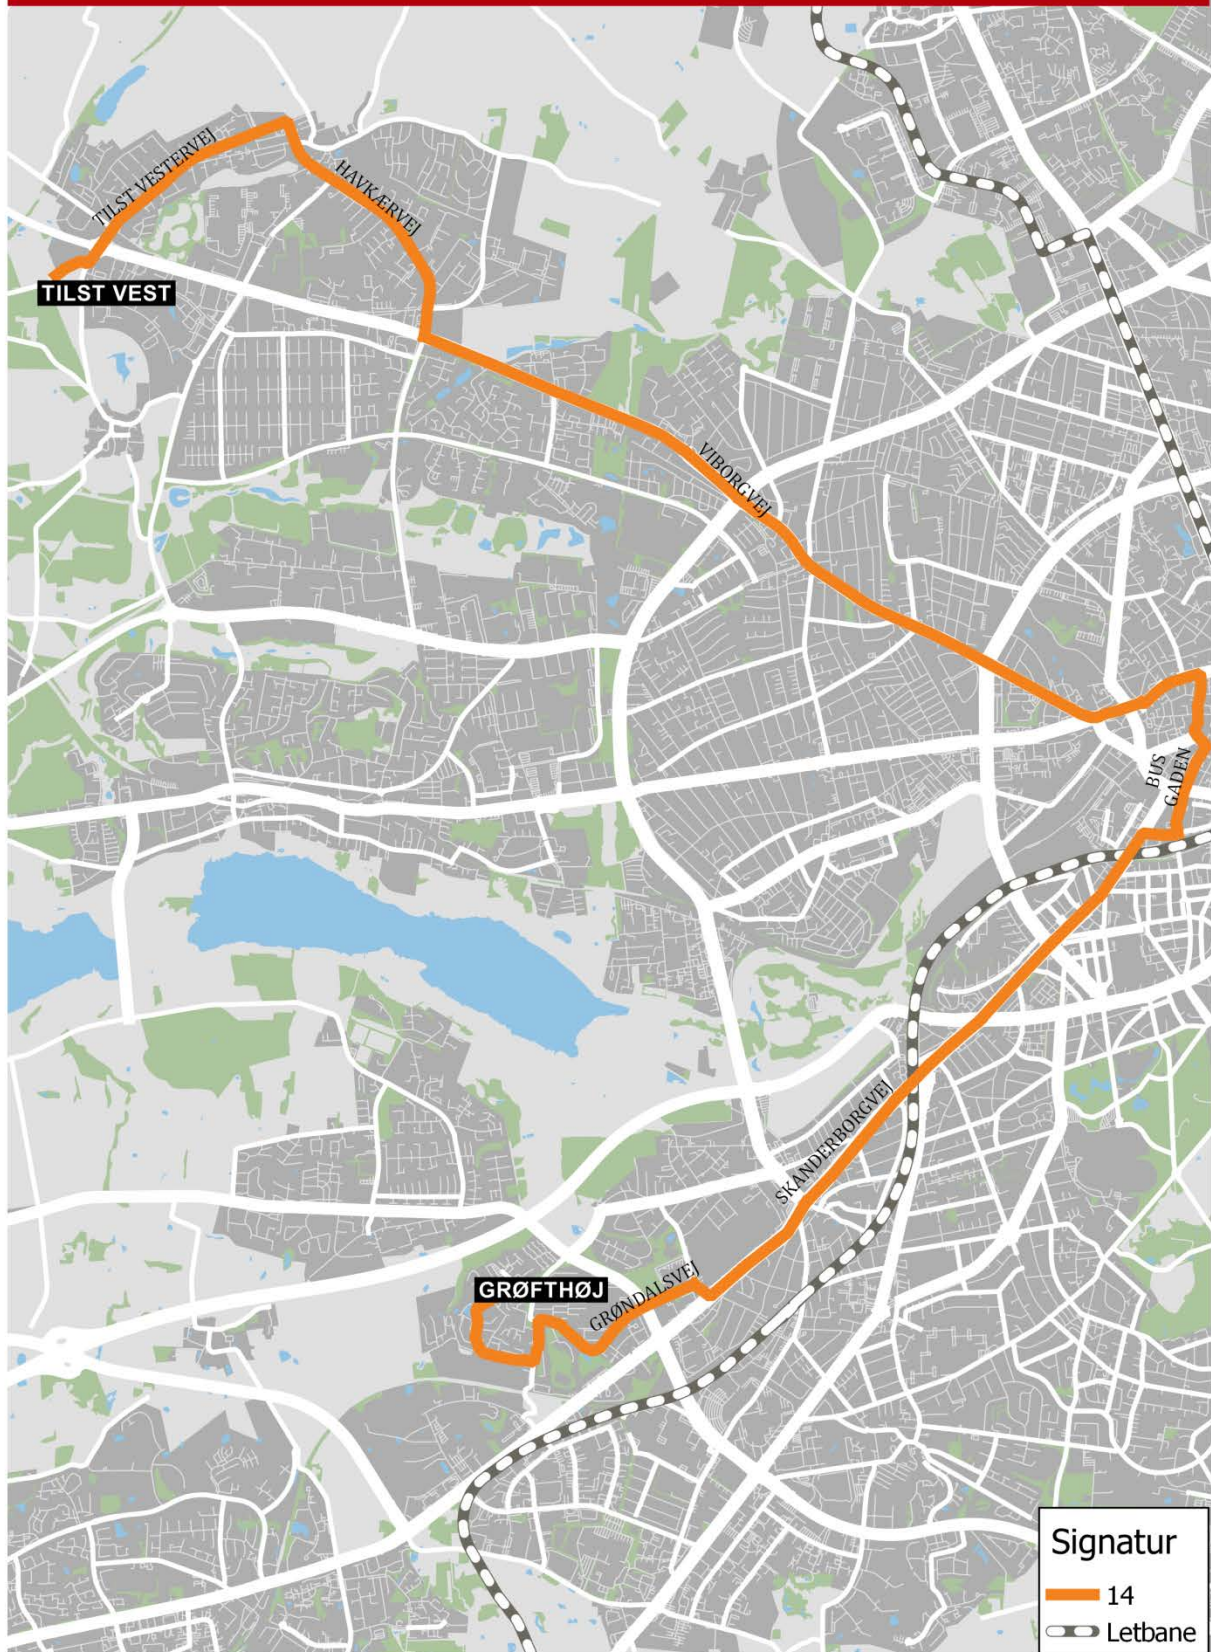 TILST VESTERVEJ
HAVKÆRVEJ
TILST VEST
VIBORGVEJ
BUS
GADEN
SKANDERBORGVEJ
GRØFTHØJ
GRØNDALSVEJ
Signatur
14
Letbane